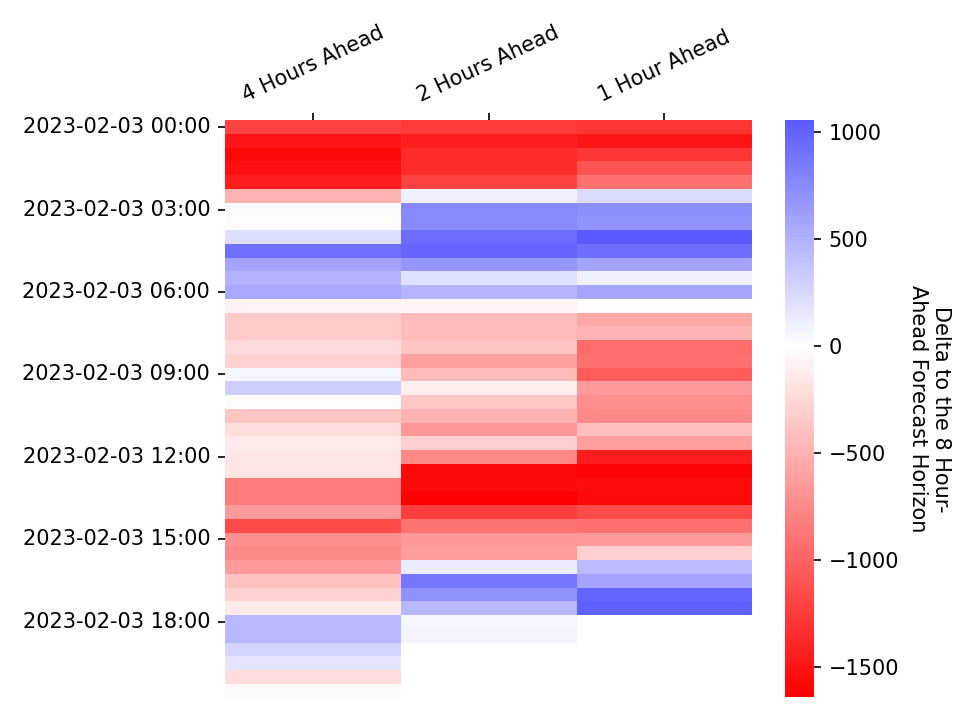 4 Hours Ahead
2 Hours Ahead
1 Hour Ahead
2023-02-03 00:00
2023-02-03 03:00
2023-02-03 06:00
2023-02-03 09:00
2023-02-03 12:00
2023-02-03 15:00
2023-02-03 18:00
1000
500
0
−500
−1000
−1500
Delta to the 8 Hour-
Ahead Forecast Horizon